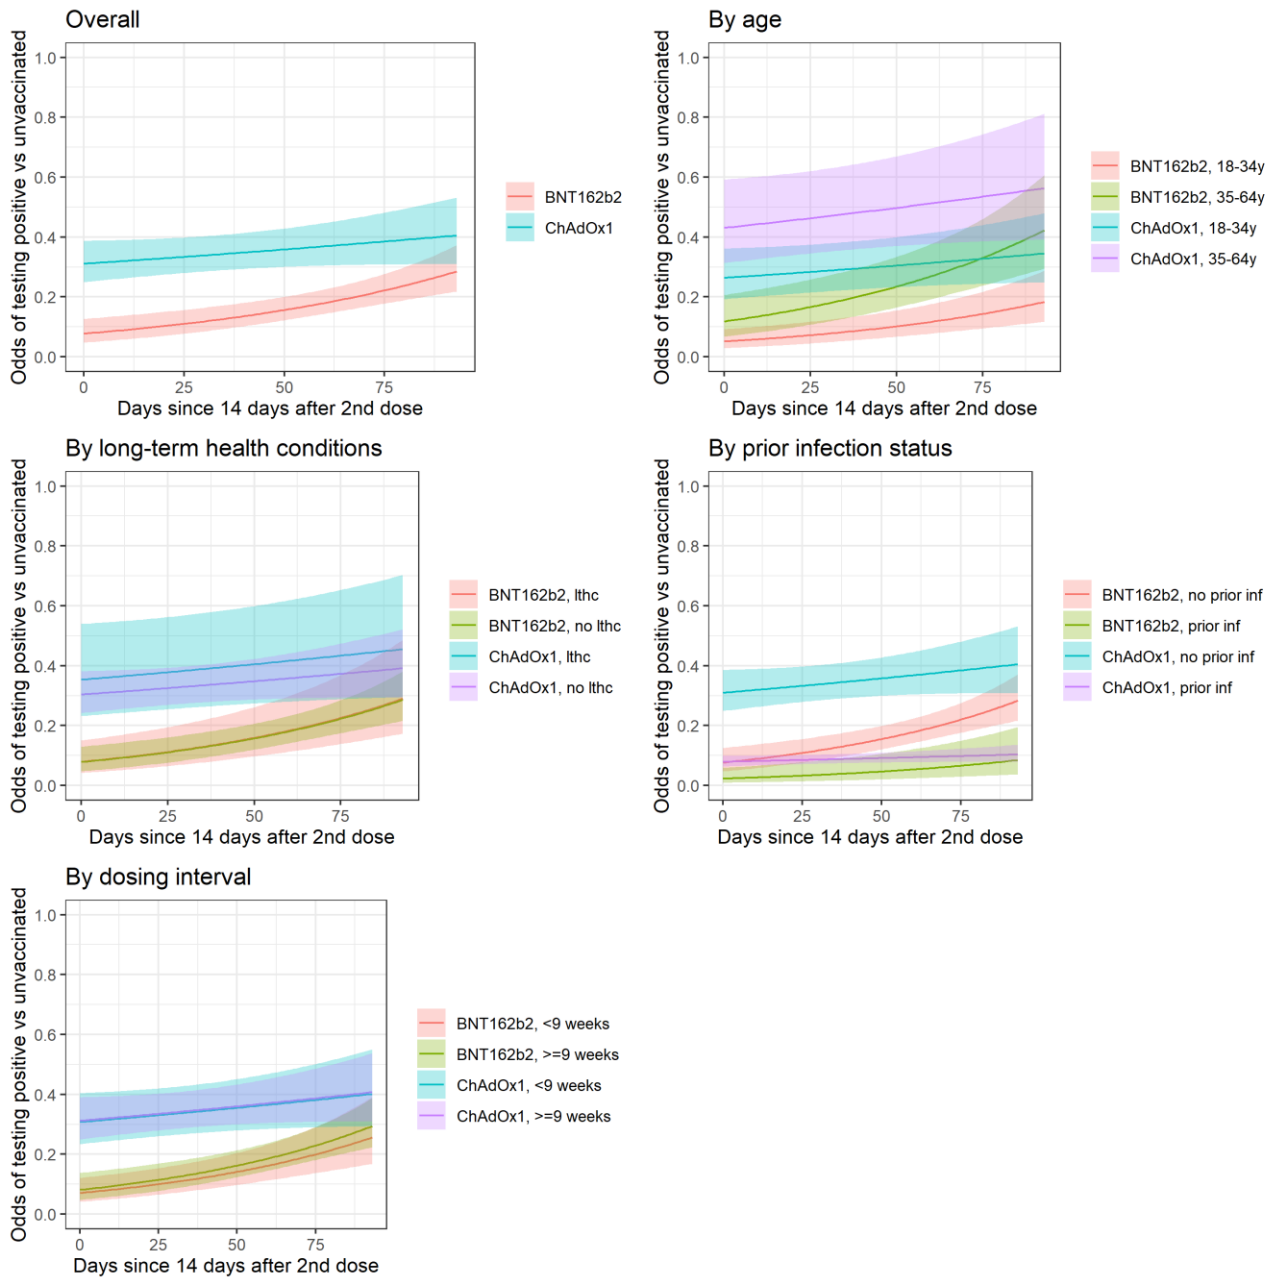 Overall
Odds of testing positive vs unvaccinated
1.0
0.8
0.6
0.4
0.2
0.0
0 25 50 75
Days since 14 days after 2nd dose
BNT162b2
ChAdOx1
By age
Odds of testing positive vs unvaccinated
1.0
0.8
0.6
0.4
0.2
0.0
0 25 50 75
Days since 14 days after 2nd dose
BNT162b2, 18-34y
BNT162b2, 35-64y
ChAdOx1, 18-34y
ChAdOx1, 35-64y
By long-term health conditions
Odds of testing positive vs unvaccinated
1.0
0.8
0.6
0.4
0.2
0.0
0 25 50 75
Days since 14 days after 2nd dose
BNT162b2, lthc
BNT162b2, no lthc
ChAdOx1, lthc
ChAdOx1, no lthc
By prior infection status
Odds of testing positive vs unvaccinated
1.0
0.8
0.6
0.4
0.2
0.0
0 25 50 75
Days since 14 days after 2nd dose
BNT162b2, no prior inf
BNT162b2, prior inf
ChAdOx1, no prior inf
ChAdOx1, prior inf
By dosing interval
Odds of testing positive vs unvaccinated
1.0
0.8
0.6
0.4
0.2
0.0
0 25 50 75
Days since 14 days after 2nd dose
BNT162b2, <9 weeks
BNT162b2, >=9 weeks
ChAdOx1, <9 weeks
ChAdOx1, >=9 weeks